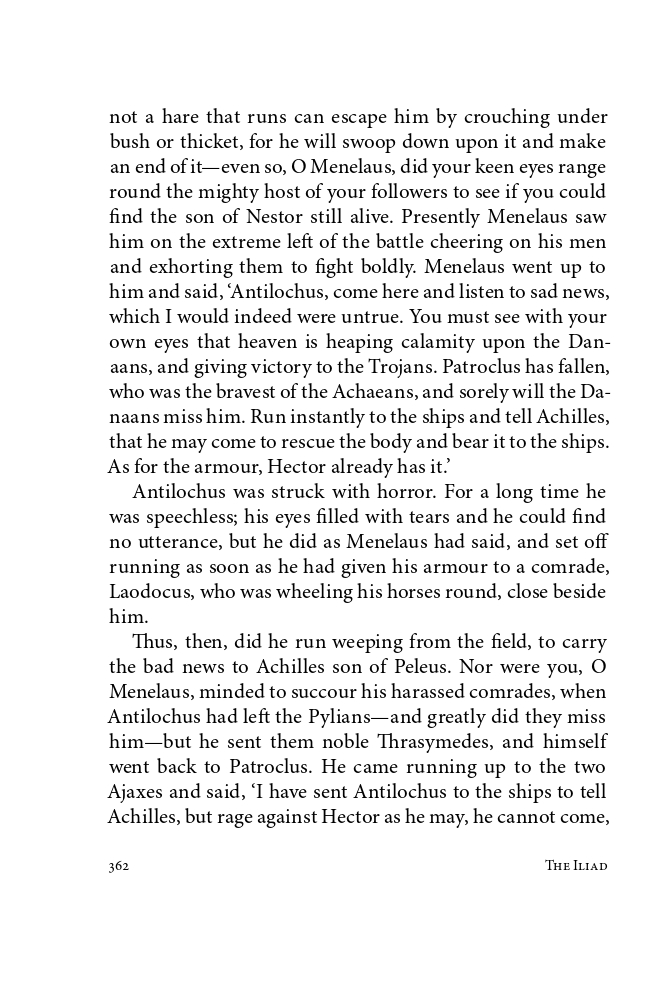 not a hare that runs can escape him by crouching under
bush or thicket, for he will swoop down upon it and make
an end of it—even so, O Menelaus, did your keen eyes range
round the mighty host of your followers to see if you could
find the son of Nestor still alive. Presently Menelaus saw
him on the extreme left of the battle cheering on his men
and exhorting them to fight boldly. Menelaus went up to
him and said, ‘Antilochus, come here and listen to sad news,
which I would indeed were untrue. You must see with your
own eyes that heaven is heaping calamity upon the Dan-
aans, and giving victory to the Trojans. Patroclus has fallen,
who was the bravest of the Achaeans, and sorely will the Da-
naans miss him. Run instantly to the ships and tell Achilles,
that he may come to rescue the body and bear it to the ships.
As for the armour, Hector already has it.’
Antilochus was struck with horror. For a long time he
was speechless; his eyes filled with tears and he could find
no utterance, but he did as Menelaus had said, and set off
running as soon as he had given his armour to a comrade,
Laodocus, who was wheeling his horses round, close beside
him.
Thus, then, did he run weeping from the field, to carry
the bad news to Achilles son of Peleus. Nor were you, O
Menelaus, minded to succour his harassed comrades, when
Antilochus had left the Pylians—and greatly did they miss
him—but he sent them noble Thrasymedes, and himself
went back to Patroclus. He came running up to the two
Ajaxes and said, ‘I have sent Antilochus to the ships to tell
Achilles, but rage against Hector as he may, he cannot come,
362 The Iliad